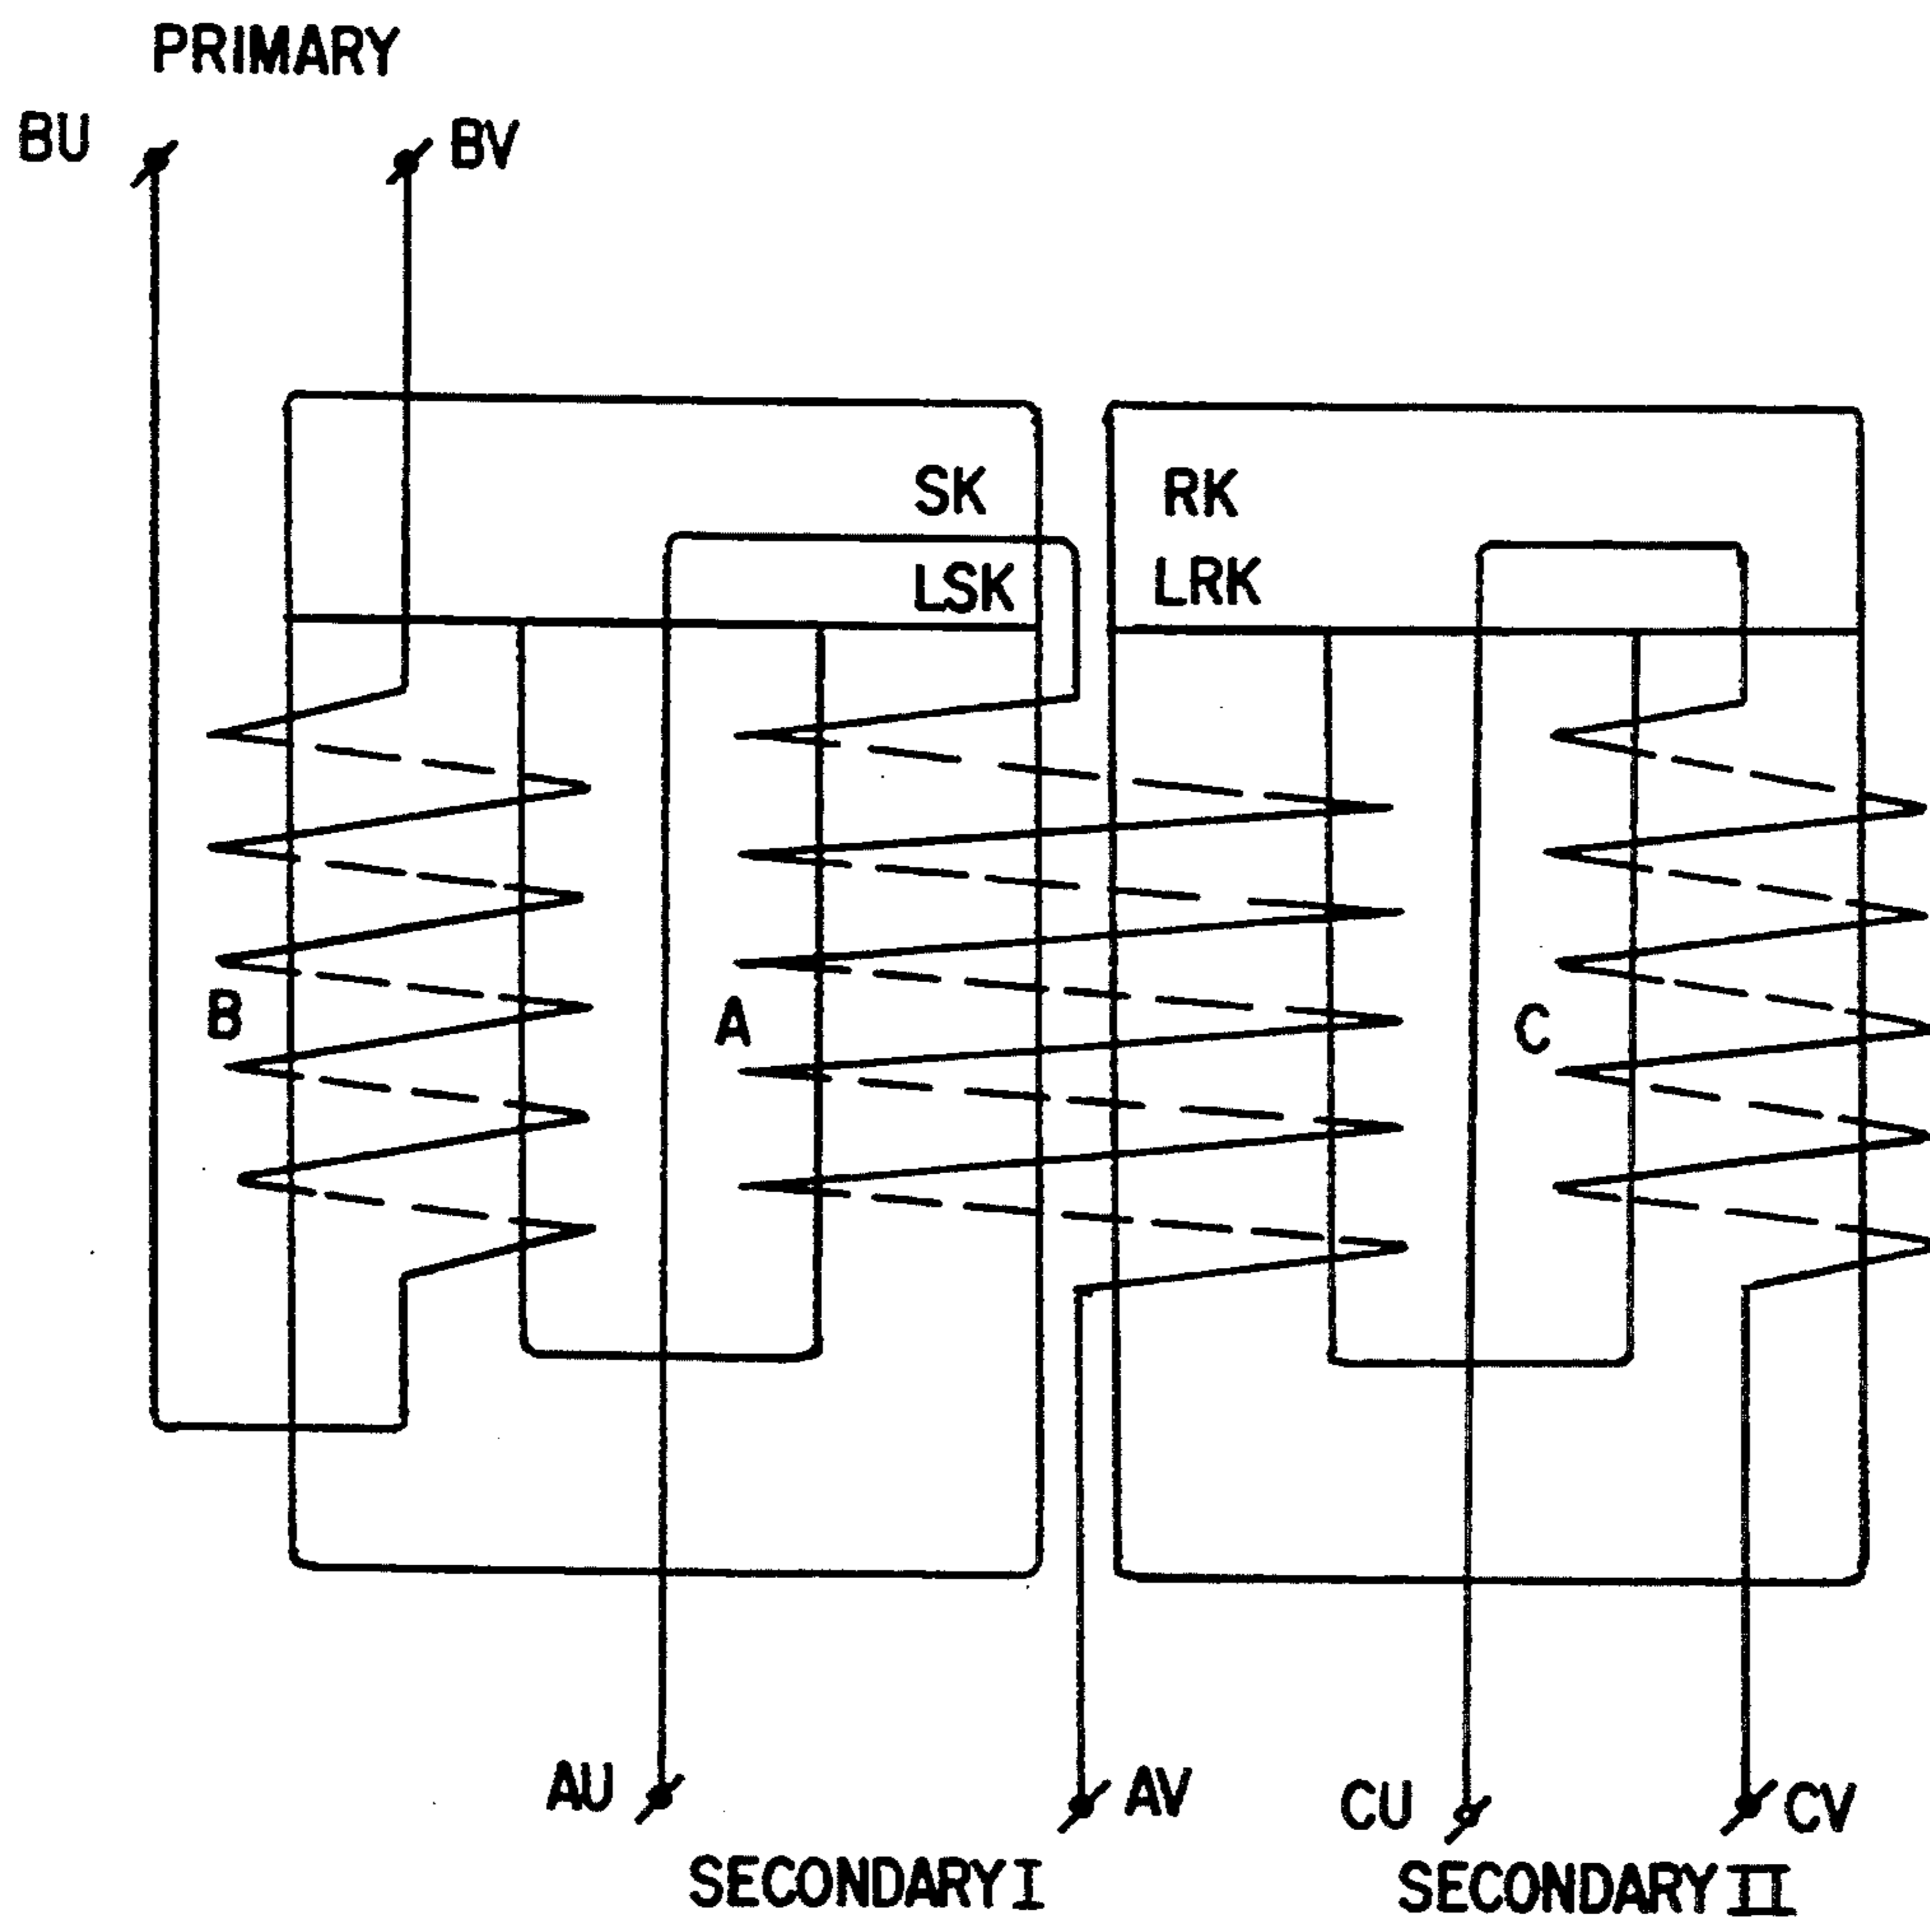 PRIMARY
BU
BV
SK
RK
LSK
LRK
B
A
C
AU
AV
CU
CV
SECONDARY I
SECONDARY II